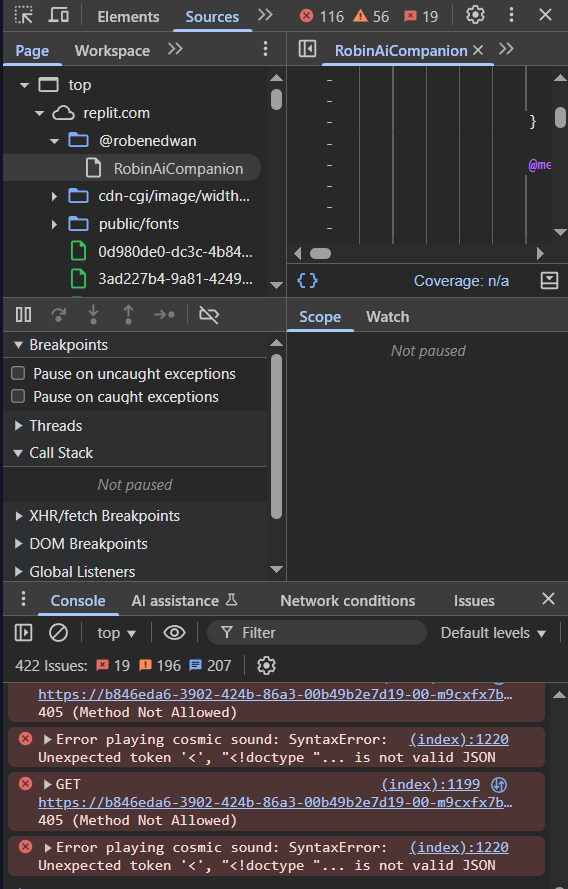 Elements
Sources
116
56
19
Page
Workspace
RobinAiCompanion
top
replit.com
@robenedwan
RobinAiCompanion
cdn-cgi/image/width...
public/fonts
0d980de0-dc3c-4b84...
3ad227b4-9a81-4249...
-
-
-
}
-
-
@me
-
-
-
{}
Coverage: n/a
Breakpoints
Pause on uncaught exceptions
Pause on caught exceptions
Threads
Call Stack
Not paused
XHR/fetch Breakpoints
DOM Breakpoints
Global Listeners
Scope
Watch
Not paused
Console
AI assistance
Network conditions
Issues
top
Filter
Default levels
422 Issues:
19
196
207
https://b846eda6-3902-424b-86a3-00b49b2e7d19-00-m9cxfx7b…
405 (Method Not Allowed)
Error playing cosmic sound: SyntaxError: (index):1220
Unexpected token '<', "<!doctype "... is not valid JSON
GET (index):1199
https://b846eda6-3902-424b-86a3-00b49b2e7d19-00-m9cxfx7b…
405 (Method Not Allowed)
Error playing cosmic sound: SyntaxError: (index):1220
Unexpected token '<', "<!doctype "... is not valid JSON